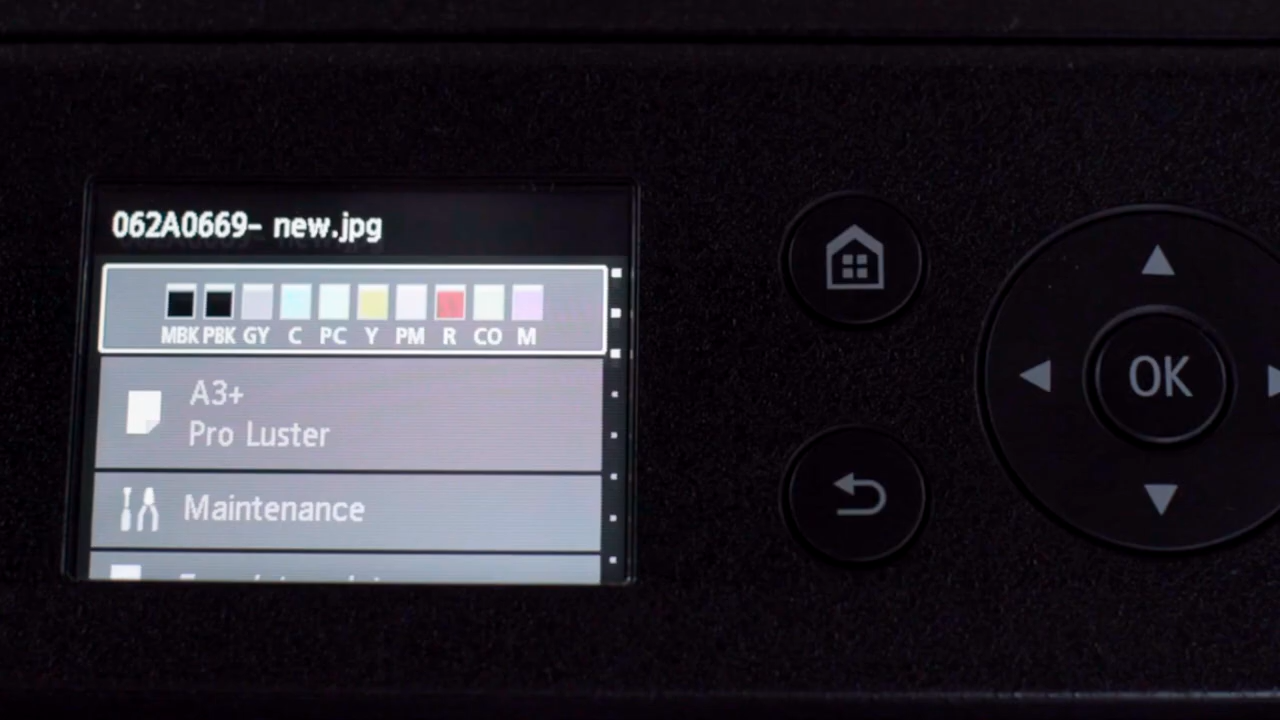 062A0669- new.jpg
MBK PBK GY C PC Y PM R CO M
A3+
Pro Luster
Maintenance
OK